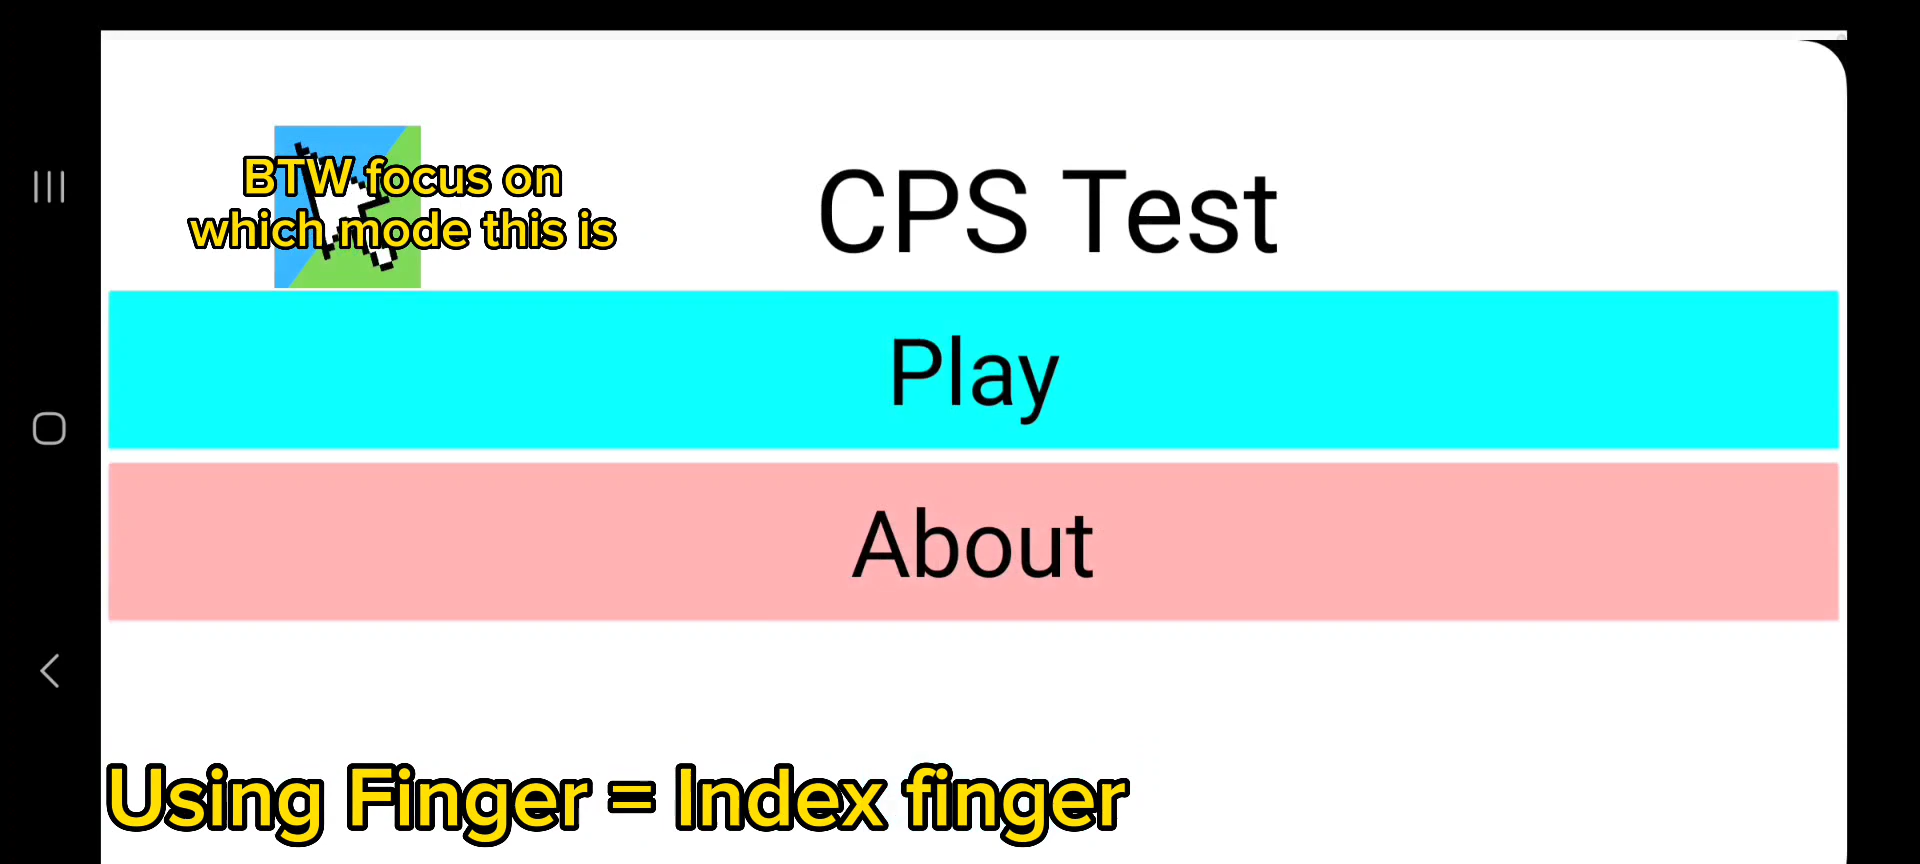 BTW focus on
which mode this is
CPS Test
Play
About
Using Finger = Index finger